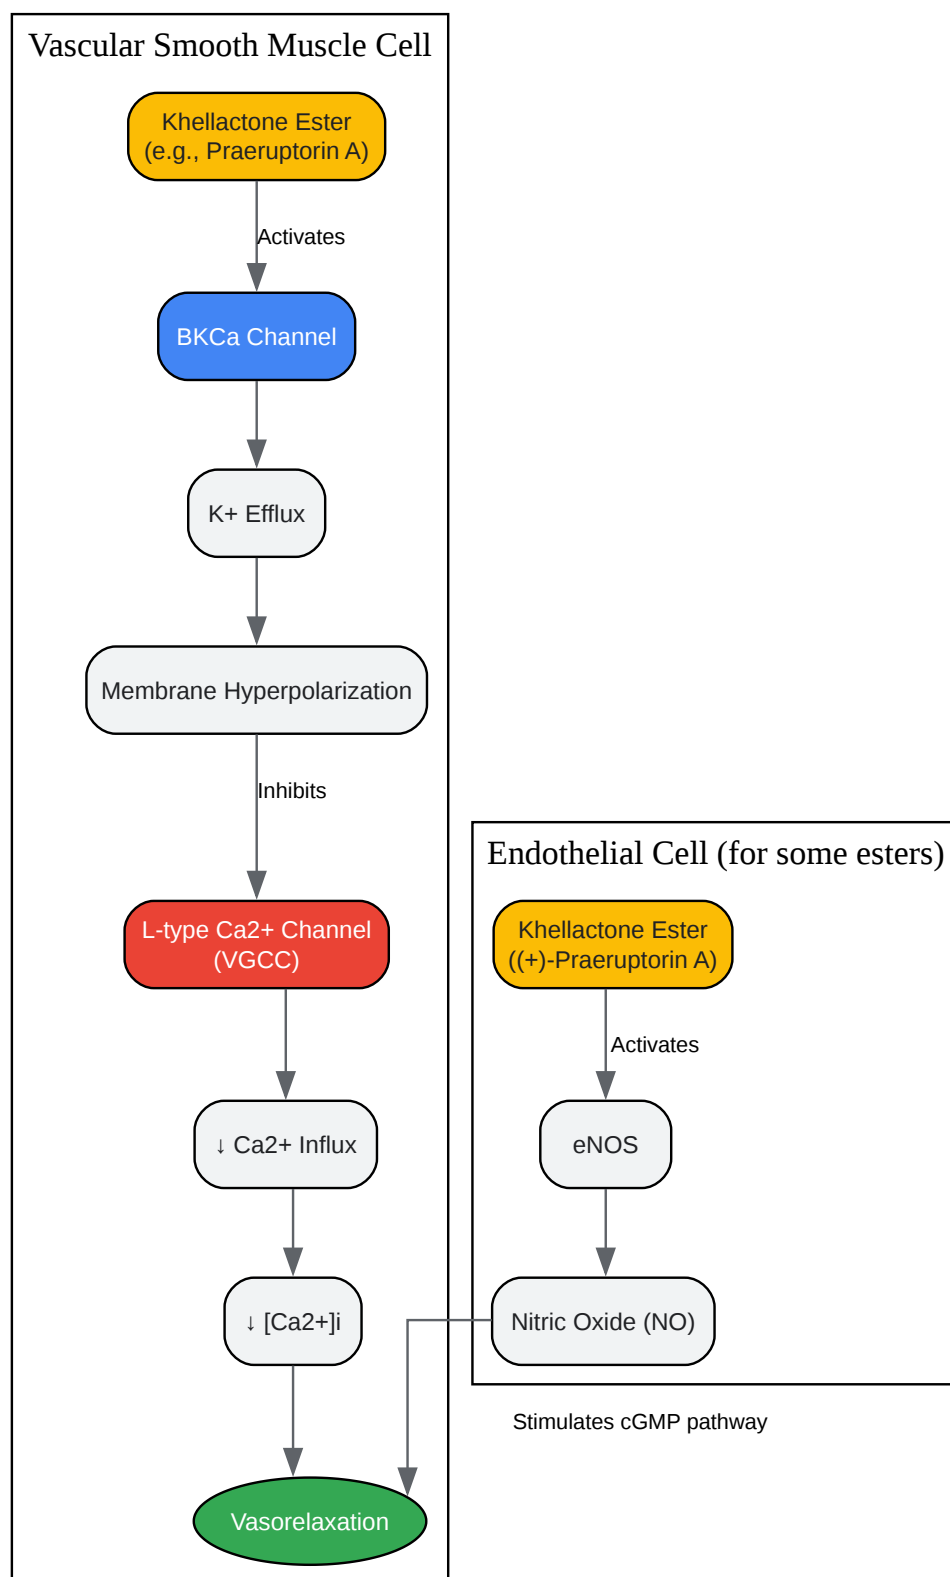 Vascular Smooth Muscle Cell
Khellactone Ester
(e.g., Praeruptorin A)
Activates
BKCa Channel
K+ Efflux
Membrane Hyperpolarization
Inhibits
L-type Ca2+ Channel
(VGCC)
↓ Ca2+ Influx
↓ [Ca2+]i
Vasorelaxation
Endothelial Cell (for some esters)
Khellactone Ester
((+)-Praeruptorin A)
Activates
eNOS
Nitric Oxide (NO)
Stimulates cGMP pathway